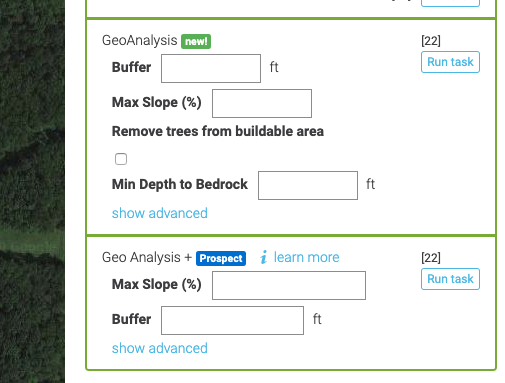 GeoAnalysis new! [22]
Buffer ft Run task
Max Slope (%)
Remove trees from buildable area
Min Depth to Bedrock ft
show advanced
Geo Analysis + Prospect i learn more [22]
Max Slope (%) Run task
Buffer ft
show advanced